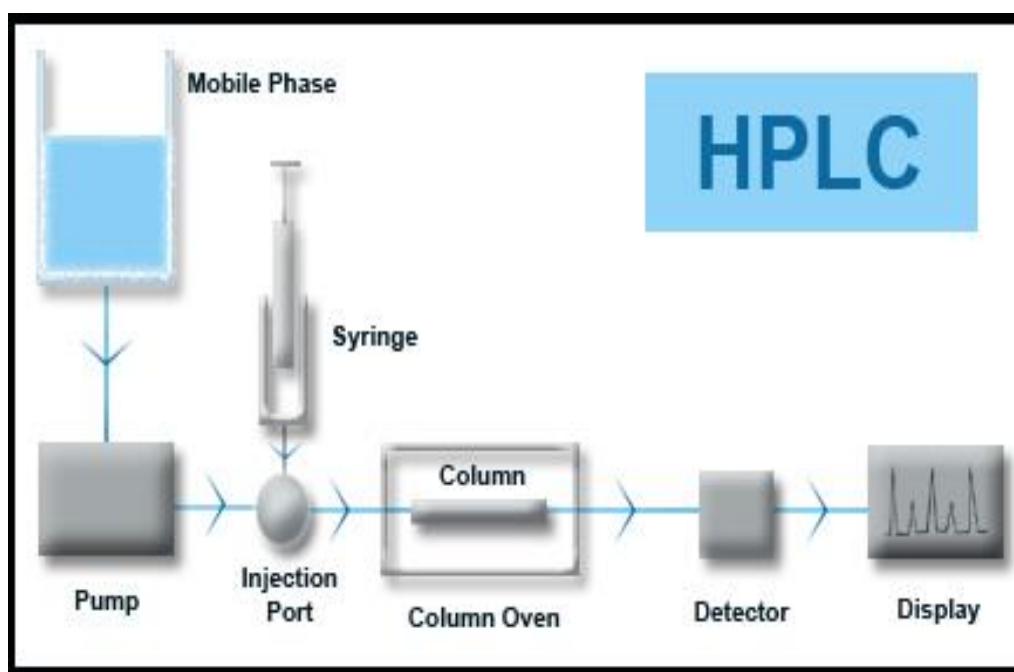 Mobile Phase
HPLC
Syringe
Column
Pump
Injection
Port
Column Oven
Detector
Display